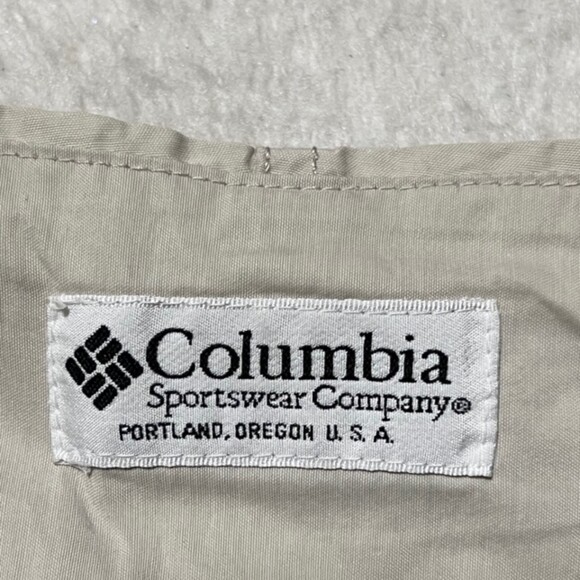 Columbia
Sportswear Company®
PORTLAND, OREGON U.S.A.